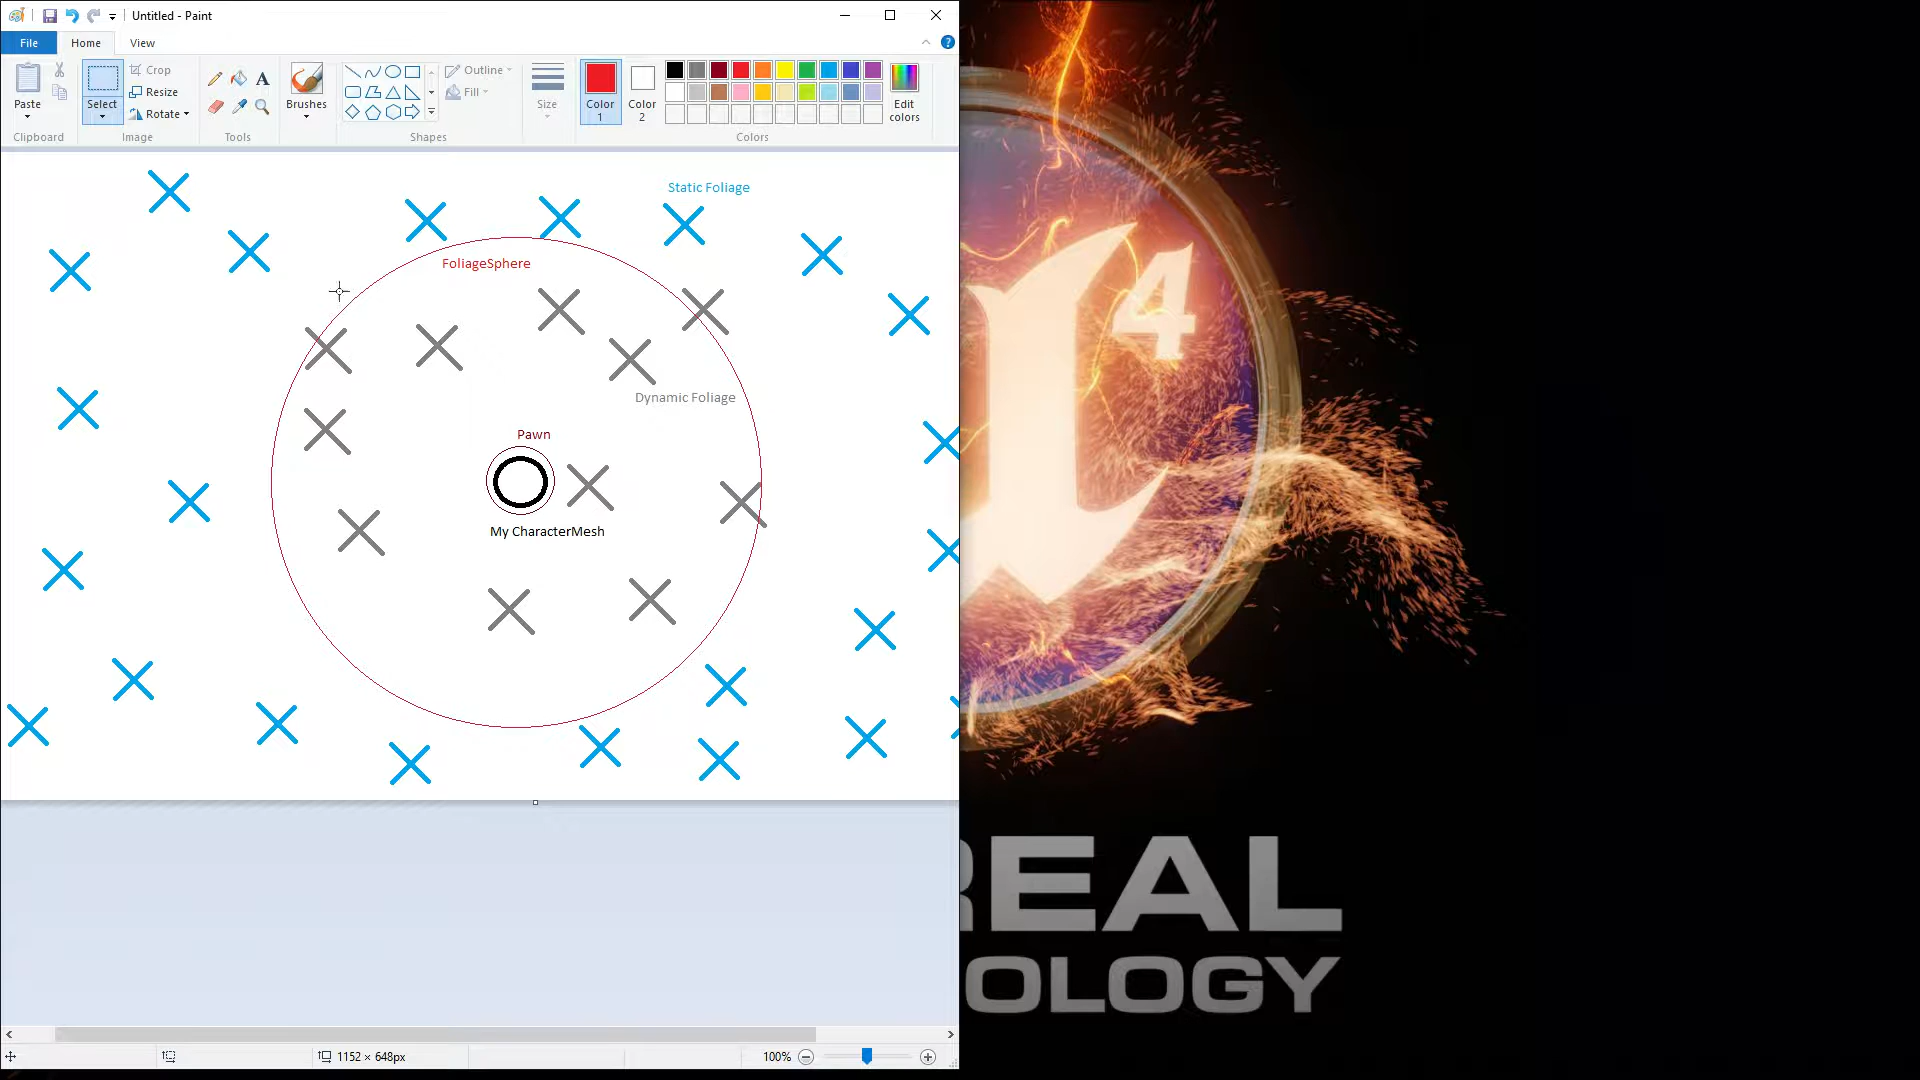 Untitled - Paint
File
Home
View
Paste
Clipboard
Select
Crop
Resize
Rotate
Image
A
Tools
Brushes
Shapes
Outline
Fill
Size
Color
1
Color
2
Edit
colors
Colors
Static Foliage
FoliageSphere
Dynamic Foliage
Pawn
My CharacterMesh
1152 × 648px
100%
4
REAL
OLOGY